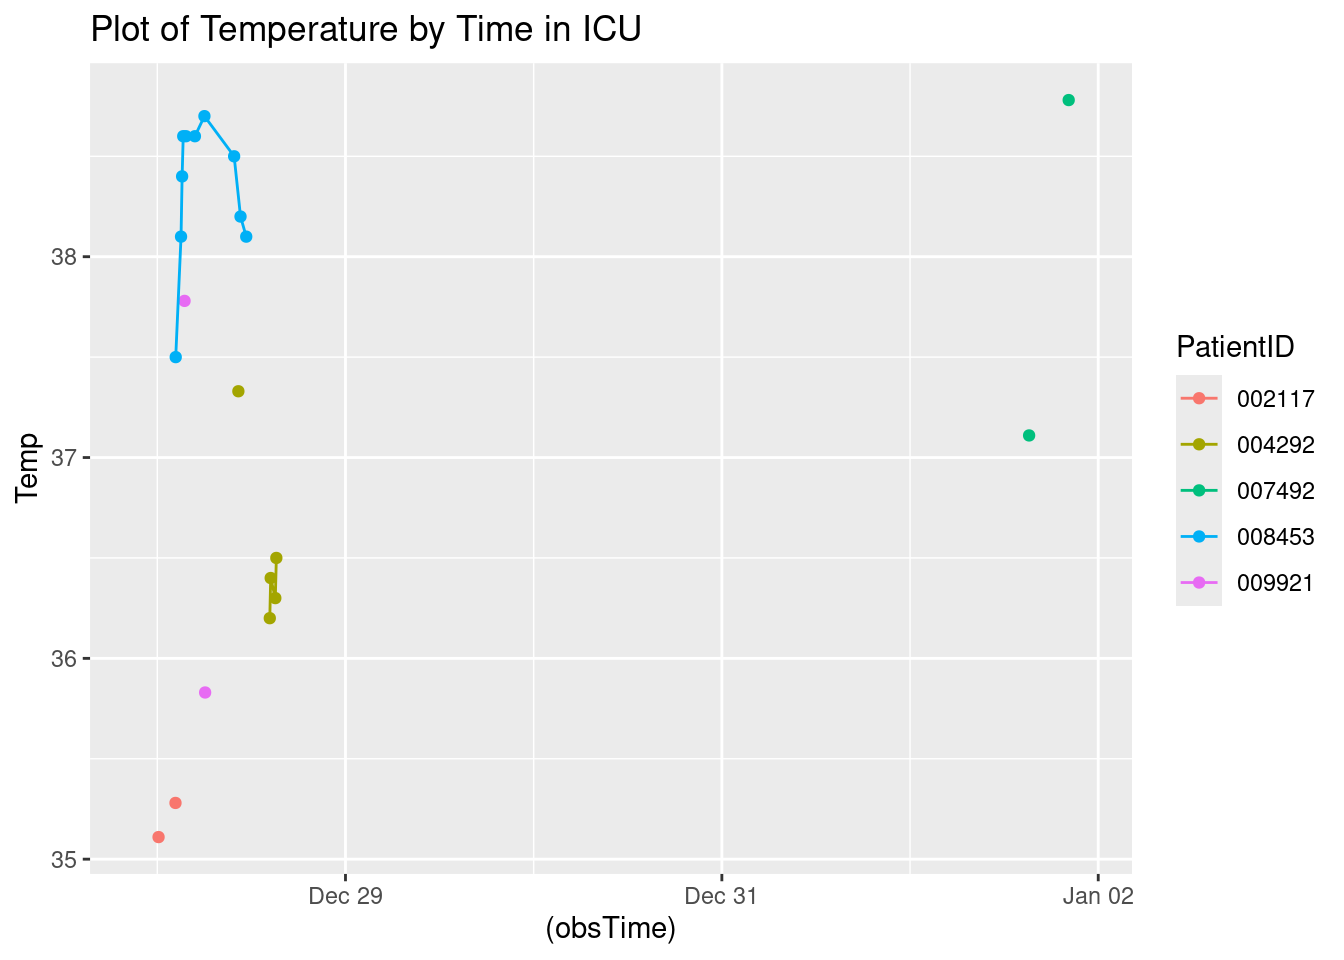 Plot of Temperature by Time in ICU
38
37
36
35
Temp
Dec 29
Dec 31
Jan 02
(obsTime)
PatientID
002117
004292
007492
008453
009921